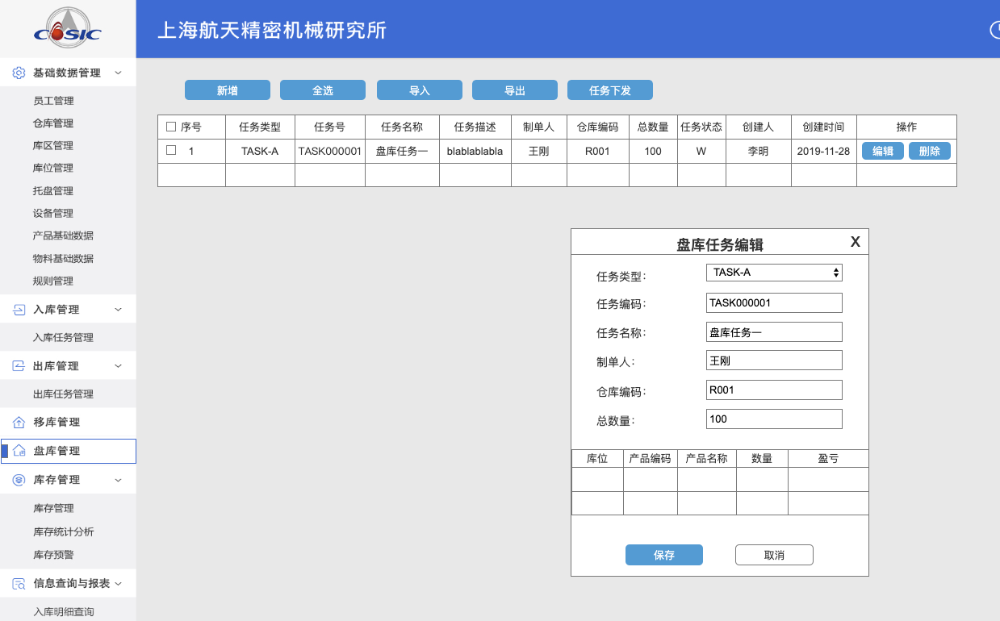 CASIC
上海航天精密机械研究所
基础数据管理
员工管理
仓库管理
库区管理
库位管理
托盘管理
设备管理
产品基础数据
物料基础数据
规则管理
入库管理
入库任务管理
出库管理
出库任务管理
移库管理
盘库管理
库存管理
库存管理
库存统计分析
库存预警
信息查询与报表
入库明细查询
新增 全选 导入 导出 任务下发
序号 任务类型 任务号 任务名称 任务描述 制单人 仓库编码 总数量 任务状态 创建人 创建时间 操作
1 TASK-A TASK000001 盘库任务一 blablablabla 王刚 R001 100 W 李明 2019-11-28 编辑 删除
盘库任务编辑 X
任务类型: TASK-A
任务编码: TASK000001
任务名称: 盘库任务一
制单人: 王刚
仓库编码: R001
总数量: 100
库位 产品编码 产品名称 数量 盈亏
保存 取消